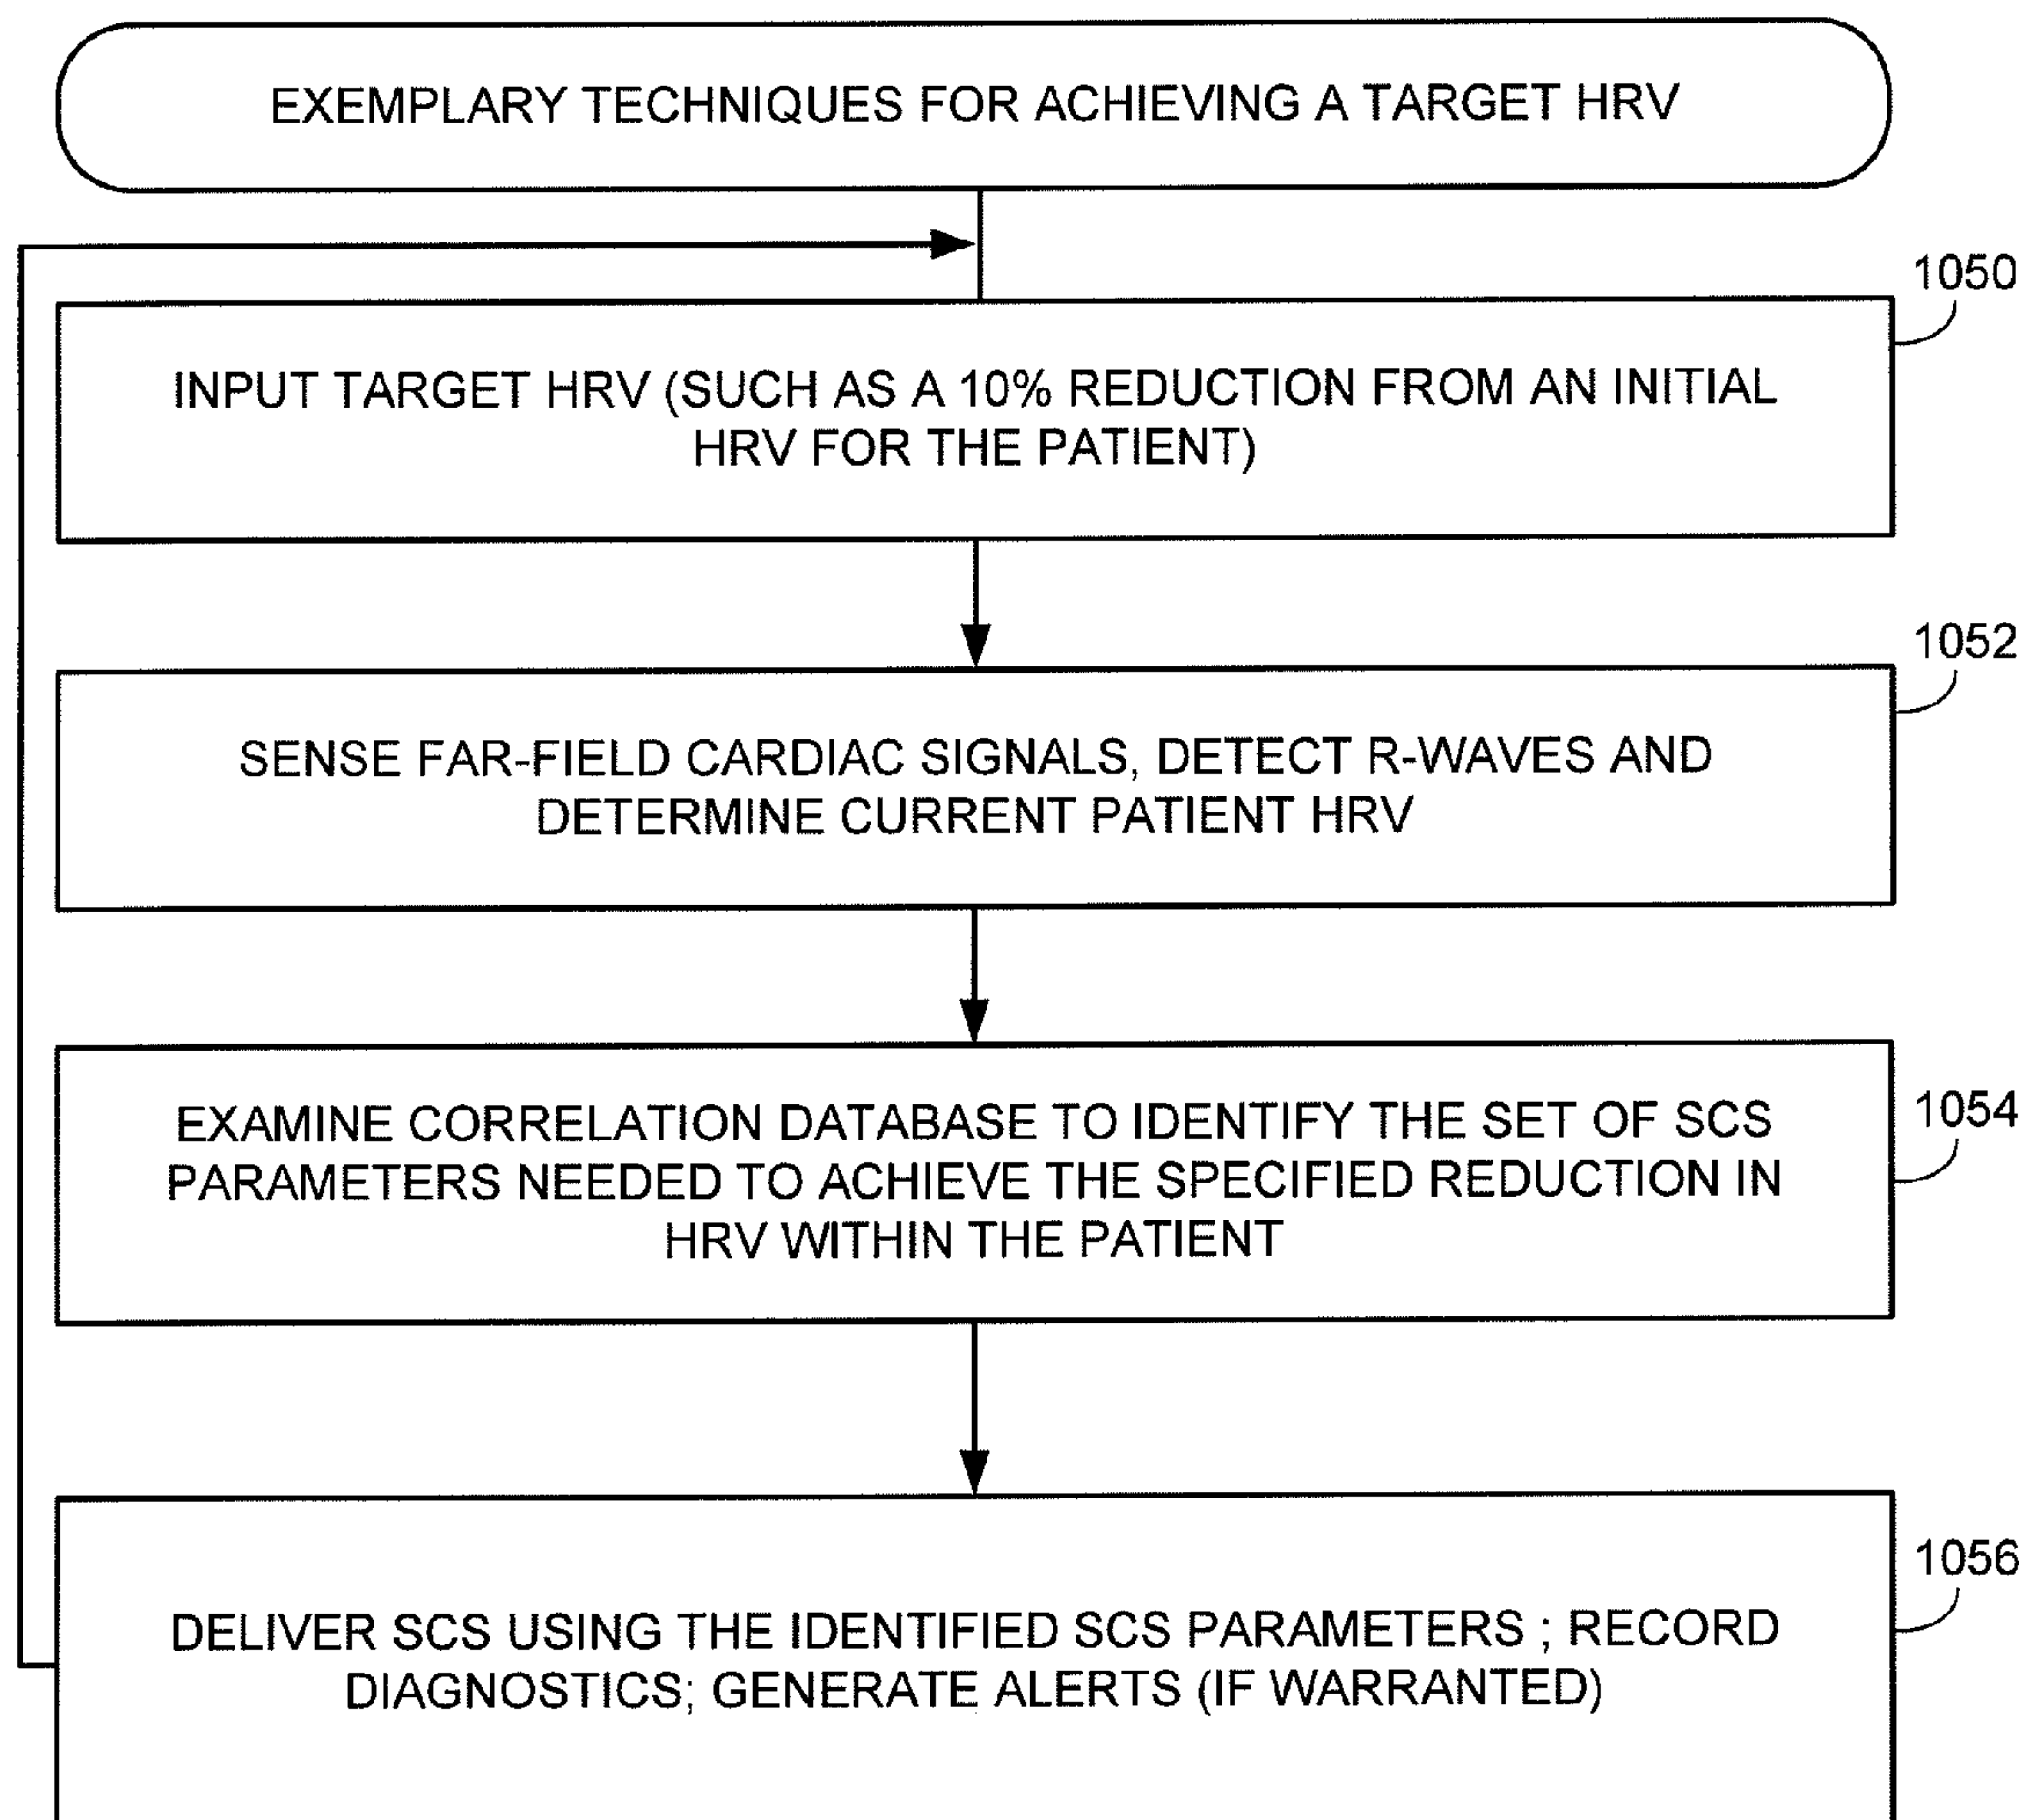 EXEMPLARY TECHNIQUES FOR ACHIEVING A TARGET HRV
1050
INPUT TARGET HRV (SUCH AS A 10% REDUCTION FROM AN INITIAL
HRV FOR THE PATIENT)
1052
SENSE FAR-FIELD CARDIAC SIGNALS, DETECT R-WAVES AND
DETERMINE CURRENT PATIENT HRV
1054
EXAMINE CORRELATION DATABASE TO IDENTIFY THE SET OF SCS
PARAMETERS NEEDED TO ACHIEVE THE SPECIFIED REDUCTION IN
HRV WITHIN THE PATIENT
1056
DELIVER SCS USING THE IDENTIFIED SCS PARAMETERS ; RECORD
DIAGNOSTICS; GENERATE ALERTS (IF WARRANTED)